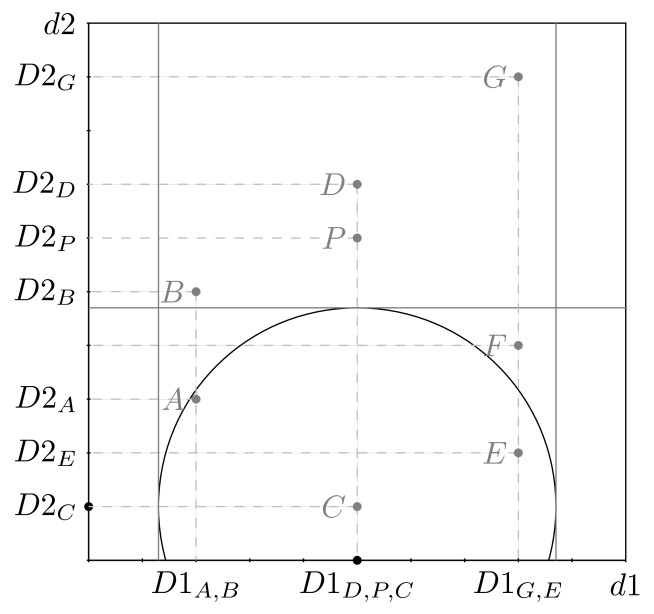 d2
D2_G G
D2_D D
D2_P P
D2_B B
F
D2_A A
D2_E E
D2_C C
D1_{A,B} D1_{D,P,C} D1_{G,E} d1